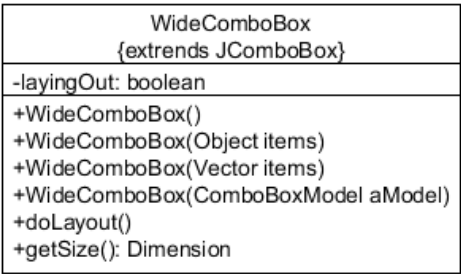 WideComboBox
{extrends JComboBox}
-layingOut: boolean
+WideComboBox()
+WideComboBox(Object items)
+WideComboBox(Vector items)
+WideComboBox(ComboBoxModel aModel)
+doLayout()
+getSize(): Dimension